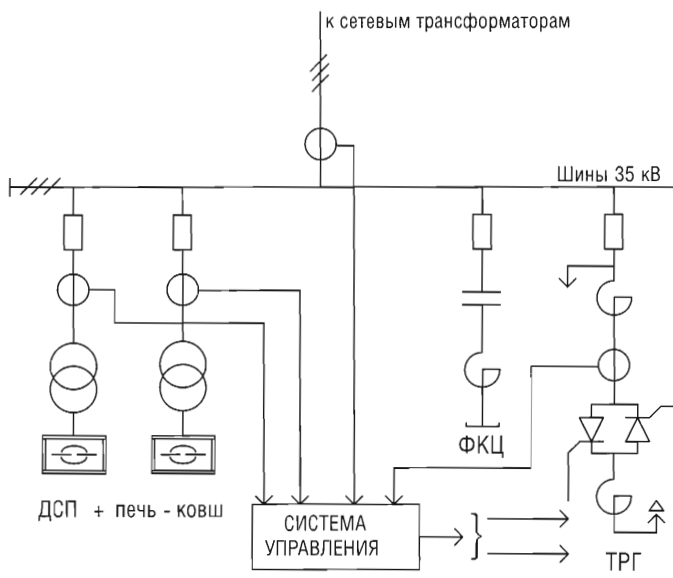 к сетевым трансформаторам
Шины 35 кВ
ФКЦ
ДСП + печь - ковш
СИСТЕМА
УПРАВЛЕНИЯ
ТРГ